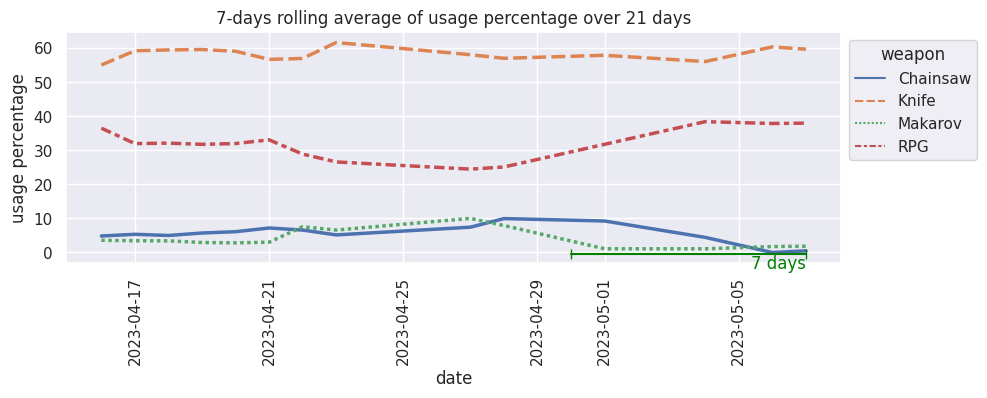 7-days rolling average of usage percentage over 21 days
usage percentage
60
50
40
30
20
10
0
weapon
Chainsaw
Knife
Makarov
RPG
7 days
2023-04-17
2023-04-21
2023-04-25
2023-04-29
2023-05-01
2023-05-05
date